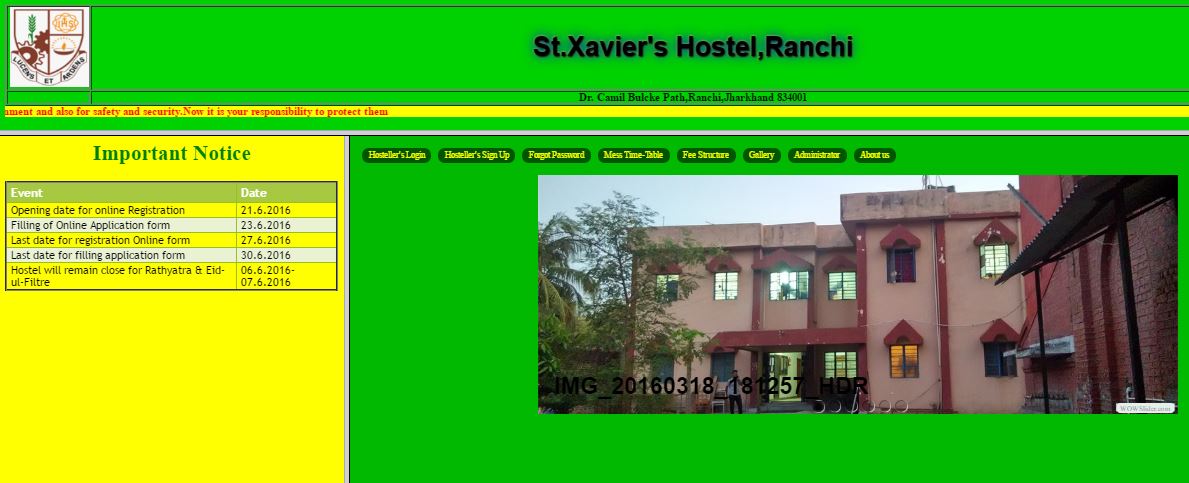 IHS
LUCENS ET ARDENS
St.Xavier's Hostel,Ranchi
Dr. Camil Bulcke Path,Ranchi,Jharkhand 834001
nment and also for safety and security.Now it is your responsibility to protect them
Important Notice
Event Date
Opening date for online Registration 21.6.2016
Filling of Online Application form 23.6.2016
Last date for registration Online form 27.6.2016
Last date for filling application form 30.6.2016
Hostel will remain close for Rathyatra & Eid- 06.6.2016-
ul-Filtre 07.6.2016
Hosteller's Login Hosteller's Sign Up Forgot Password Mess Time-Table Fee Structure Gallery Administrator About us
IMG_20160318_181257_HDR
WOWSlider.com